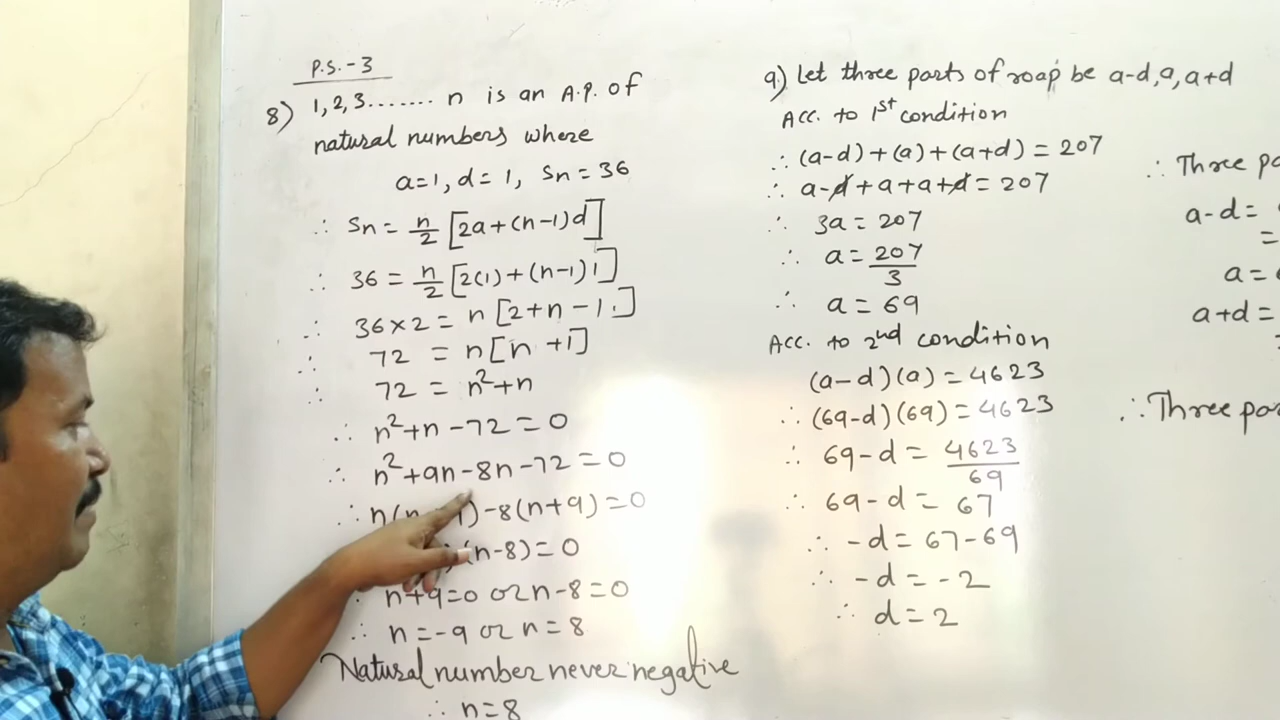 P.S.-3
8) 1,2,3....... n is an A.P. of
natural numbers where
a=1, d=1, Sn=36
∴ Sn = n/2 [2a+(n-1)d]
∴ 36 = n/2 [2(1)+(n-1)1]
∴ 36×2 = n[2+n-1]
∴ 72 = n[n+1]
∴ 72 = n²+n
∴ n²+n-72=0
∴ n²+9n-8n-72=0
∴ n(n )-8(n+9)=0
(n-8)=0
n+9=0 or n-8=0
∴ n=-9 or n=8
Natural number never negative
∴ n=8
9.) Let three parts of roap be a-d, a, a+d
Acc. to 1st condition
∴ (a-d)+(a)+(a+d)=207
∴ a-d+a+a+d=207
∴ 3a=207
∴ a=207/3
∴ a=69
Acc. to 2nd condition
(a-d)(a)=4623
∴ (69-d)(69)=4623
∴ 69-d=4623/69
∴ 69-d=67
∴ -d=67-69
∴ -d=-2
∴ d=2
∴ Three
a-d=
=
a=
a+d=
∴ Three